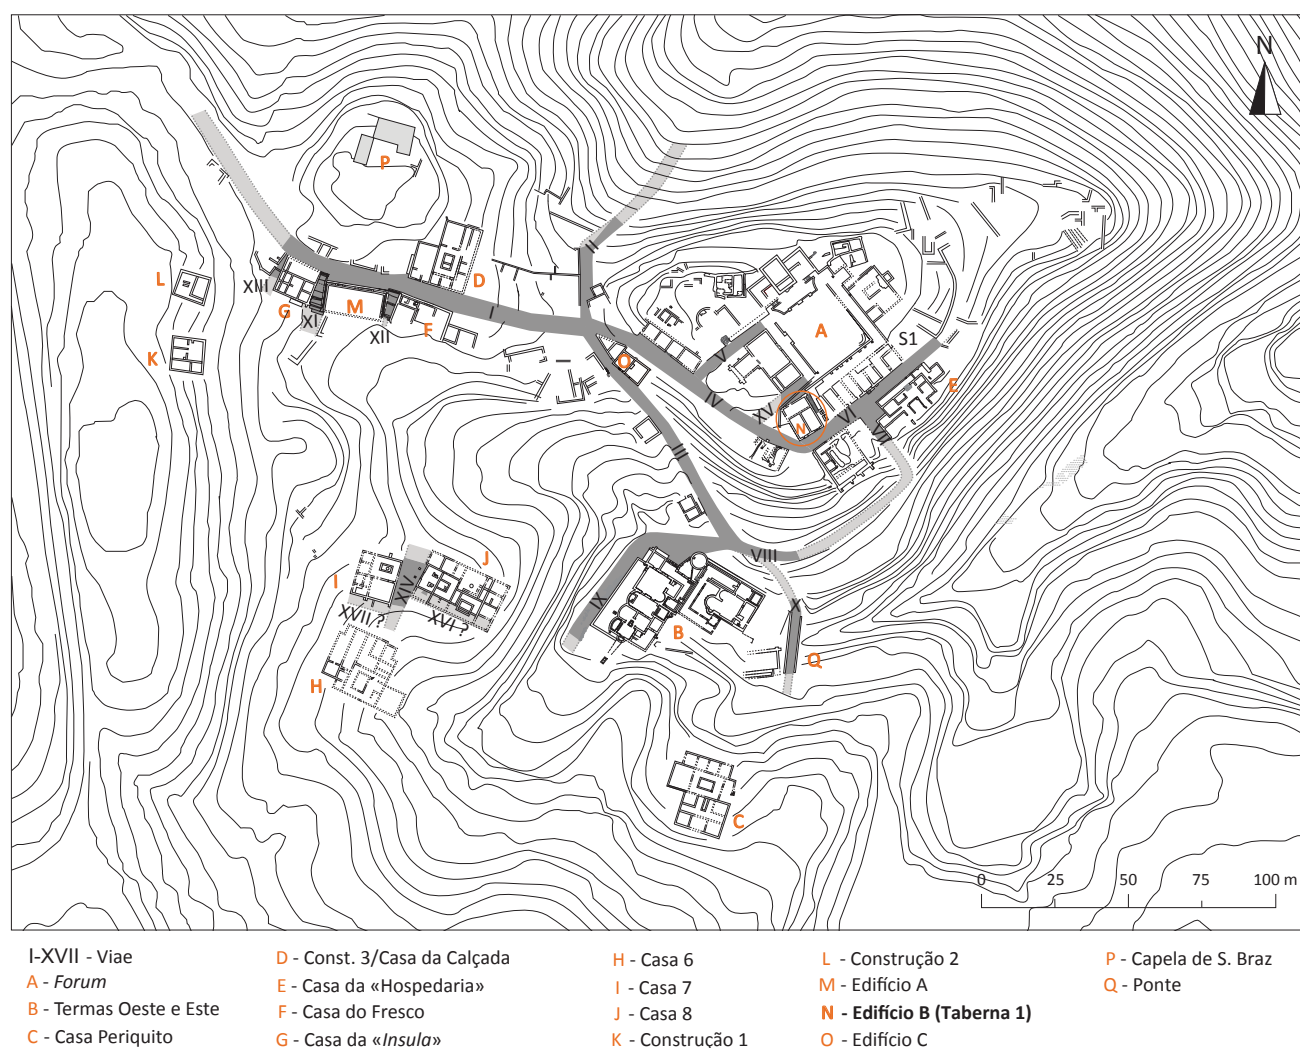 N
P
II
L
D
XIII
G
XI
M
XII
F
I
A
S1
K
O
V
E
IV
XV
N
VI
VII
III
J
I
XIV
VIII
XVII?
XVI?
IX
X
B
Q
H
C
0 25 50 75 100 m
I-XVII - Viae
A - Forum
B - Termas Oeste e Este
C - Casa Periquito
D - Const. 3/Casa da Calçada
E - Casa da «Hospedaria»
F - Casa do Fresco
G - Casa da «Insula»
H - Casa 6
I - Casa 7
J - Casa 8
K - Construção 1
L - Construção 2
M - Edifício A
N - Edifício B (Taberna 1)
O - Edifício C
P - Capela de S. Braz
Q - Ponte